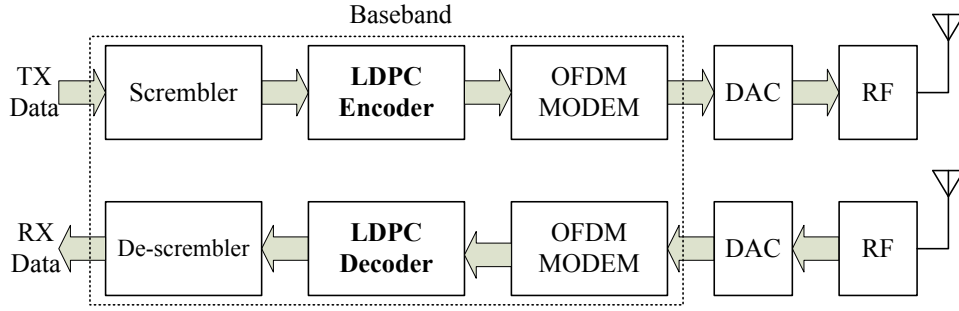 Baseband
TX
Data
Scrembler
LDPC
Encoder
OFDM
MODEM
DAC
RF
RX
Data
De-scrembler
LDPC
Decoder
OFDM
MODEM
DAC
RF